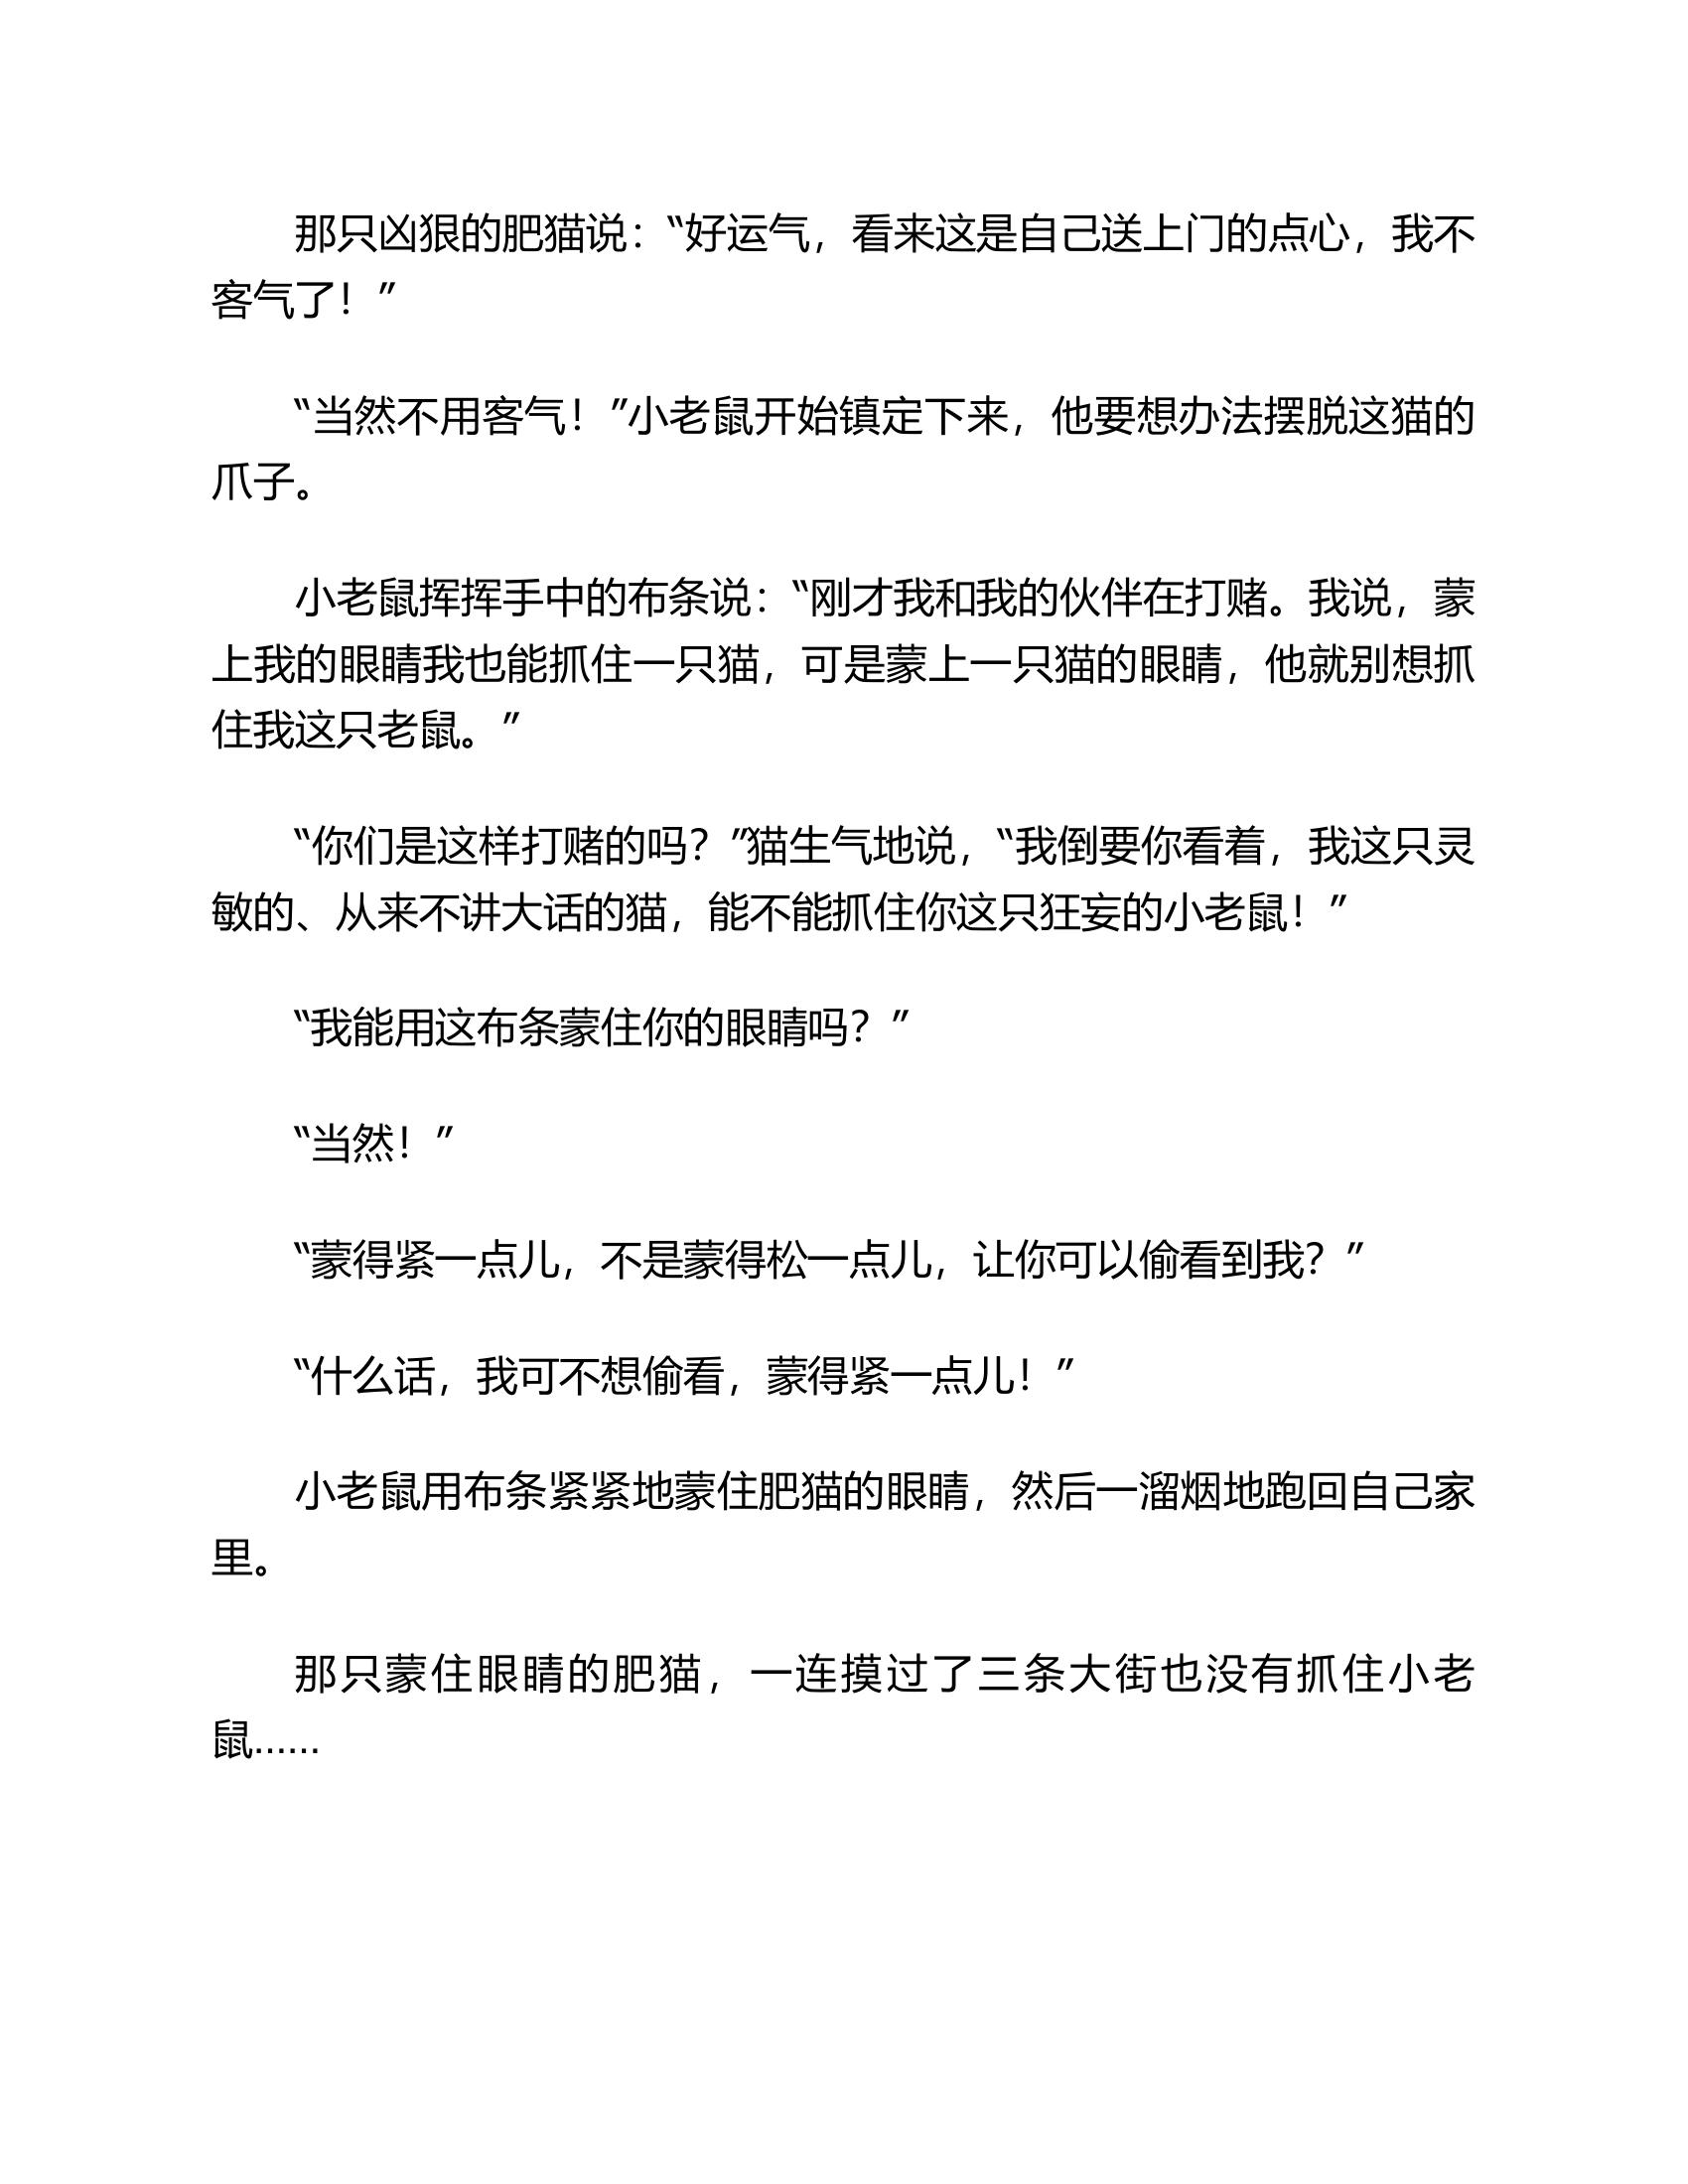 那只凶狠的肥猫说：“好运气，看来这是自己送上门的点心，我不
客气了！”
“当然不用客气！”小老鼠开始镇定下来，他要想办法摆脱这猫的
爪子。
小老鼠挥挥手中的布条说：“刚才我和我的伙伴在打赌。我说，蒙
上我的眼睛我也能抓住一只猫，可是蒙上一只猫的眼睛，他就别想抓
住我这只老鼠。”
“你们是这样打赌的吗？”猫生气地说，“我倒要你看着，我这只灵
敏的、从来不讲大话的猫，能不能抓住你这只狂妄的小老鼠！”
“我能用这布条蒙住你的眼睛吗？”
“当然！”
“蒙得紧一点儿，不是蒙得松一点儿，让你可以偷看到我？”
“什么话，我可不想偷看，蒙得紧一点儿！”
小老鼠用布条紧紧地蒙住肥猫的眼睛，然后一溜烟地跑回自己家
里。
那只蒙住眼睛的肥猫，一连摸过了三条大街也没有抓住小老
鼠……